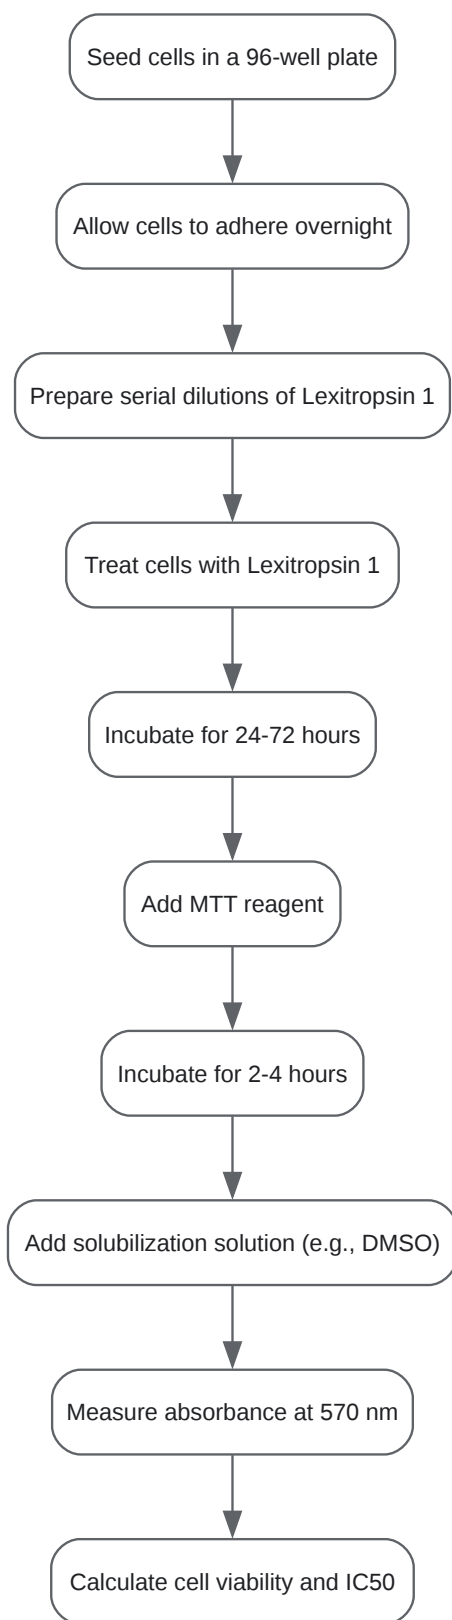 Seed cells in a 96-well plate
Allow cells to adhere overnight
Prepare serial dilutions of Lexitropsin 1
Treat cells with Lexitropsin 1
Incubate for 24-72 hours
Add MTT reagent
Incubate for 2-4 hours
Add solubilization solution (e.g., DMSO)
Measure absorbance at 570 nm
Calculate cell viability and IC50